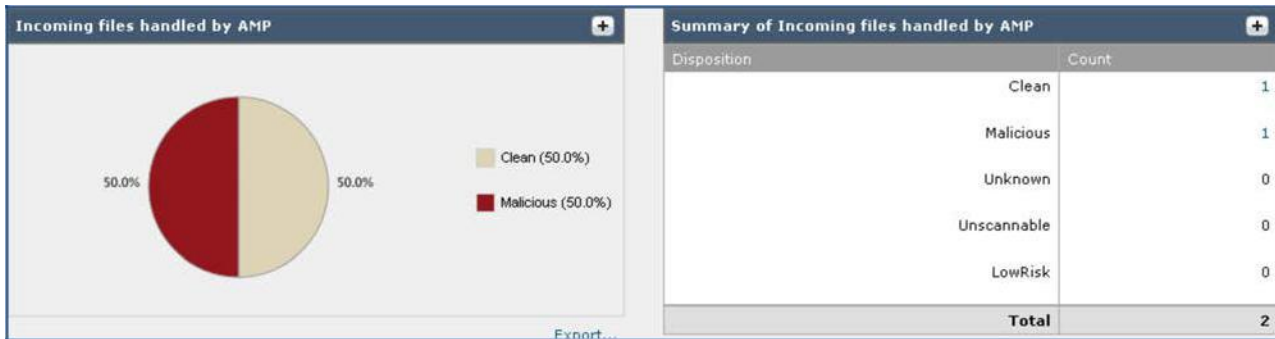 Incoming files handled by AMP
50.0%
50.0%
Clean (50.0%)
Malicious (50.0%)
Export...
Summary of Incoming files handled by AMP
Disposition Count
Clean 1
Malicious 1
Unknown 0
Unscannable 0
LowRisk 0
Total 2